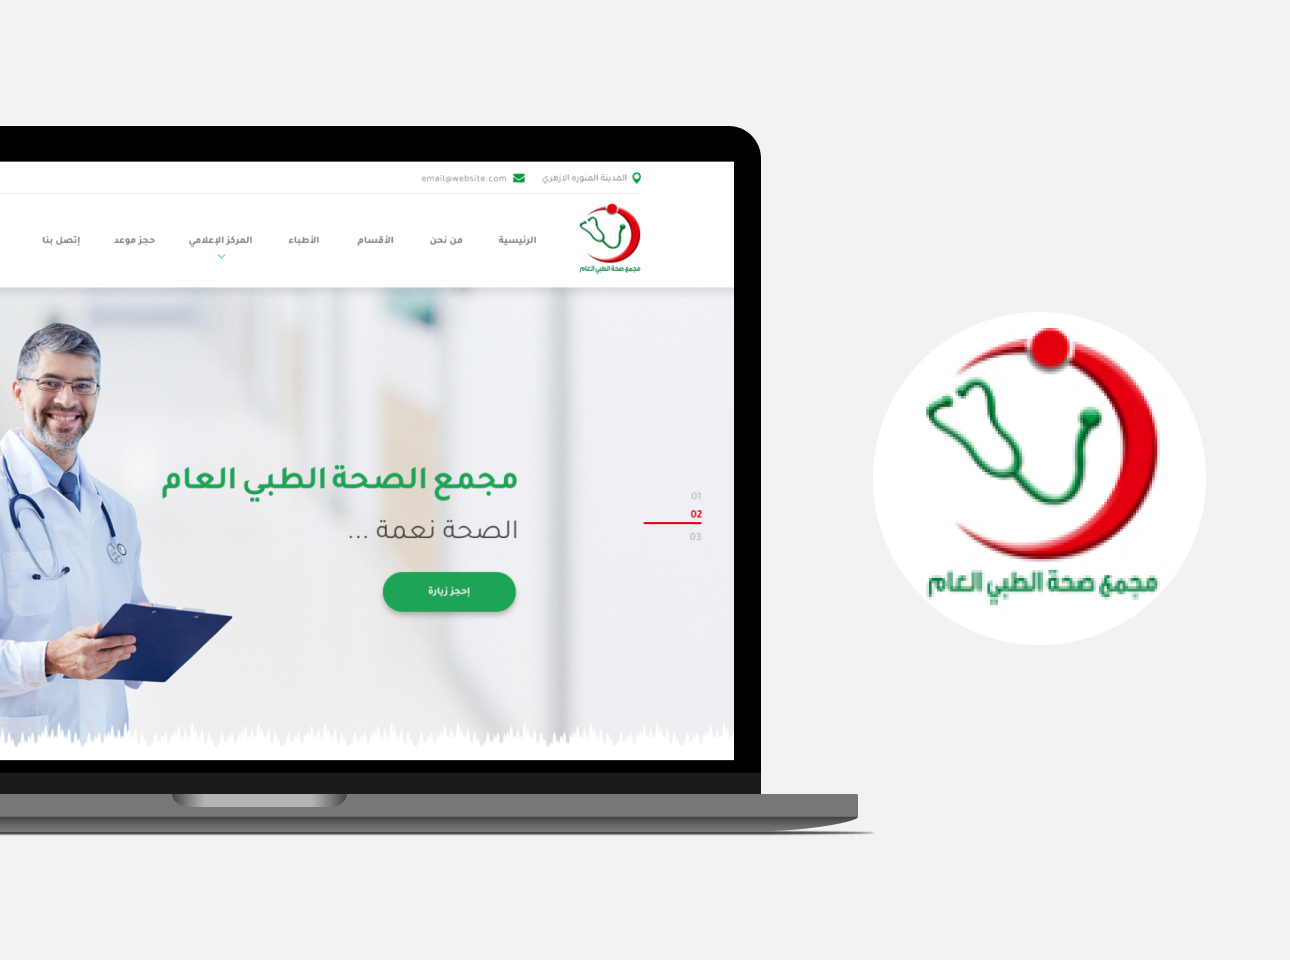 المدينة المنوره الازهري
email@website.com
مجمع صحة الطبي العام
الرئيسية
من نحن
الأقسام
الأطباء
المركز الإعلامي
حجز موعد
إتصل بنا
مجمع الصحة الطبي العام
الصحة نعمة ...
إحجز زيارة
01
02
03
مجمع صحة الطبي العام